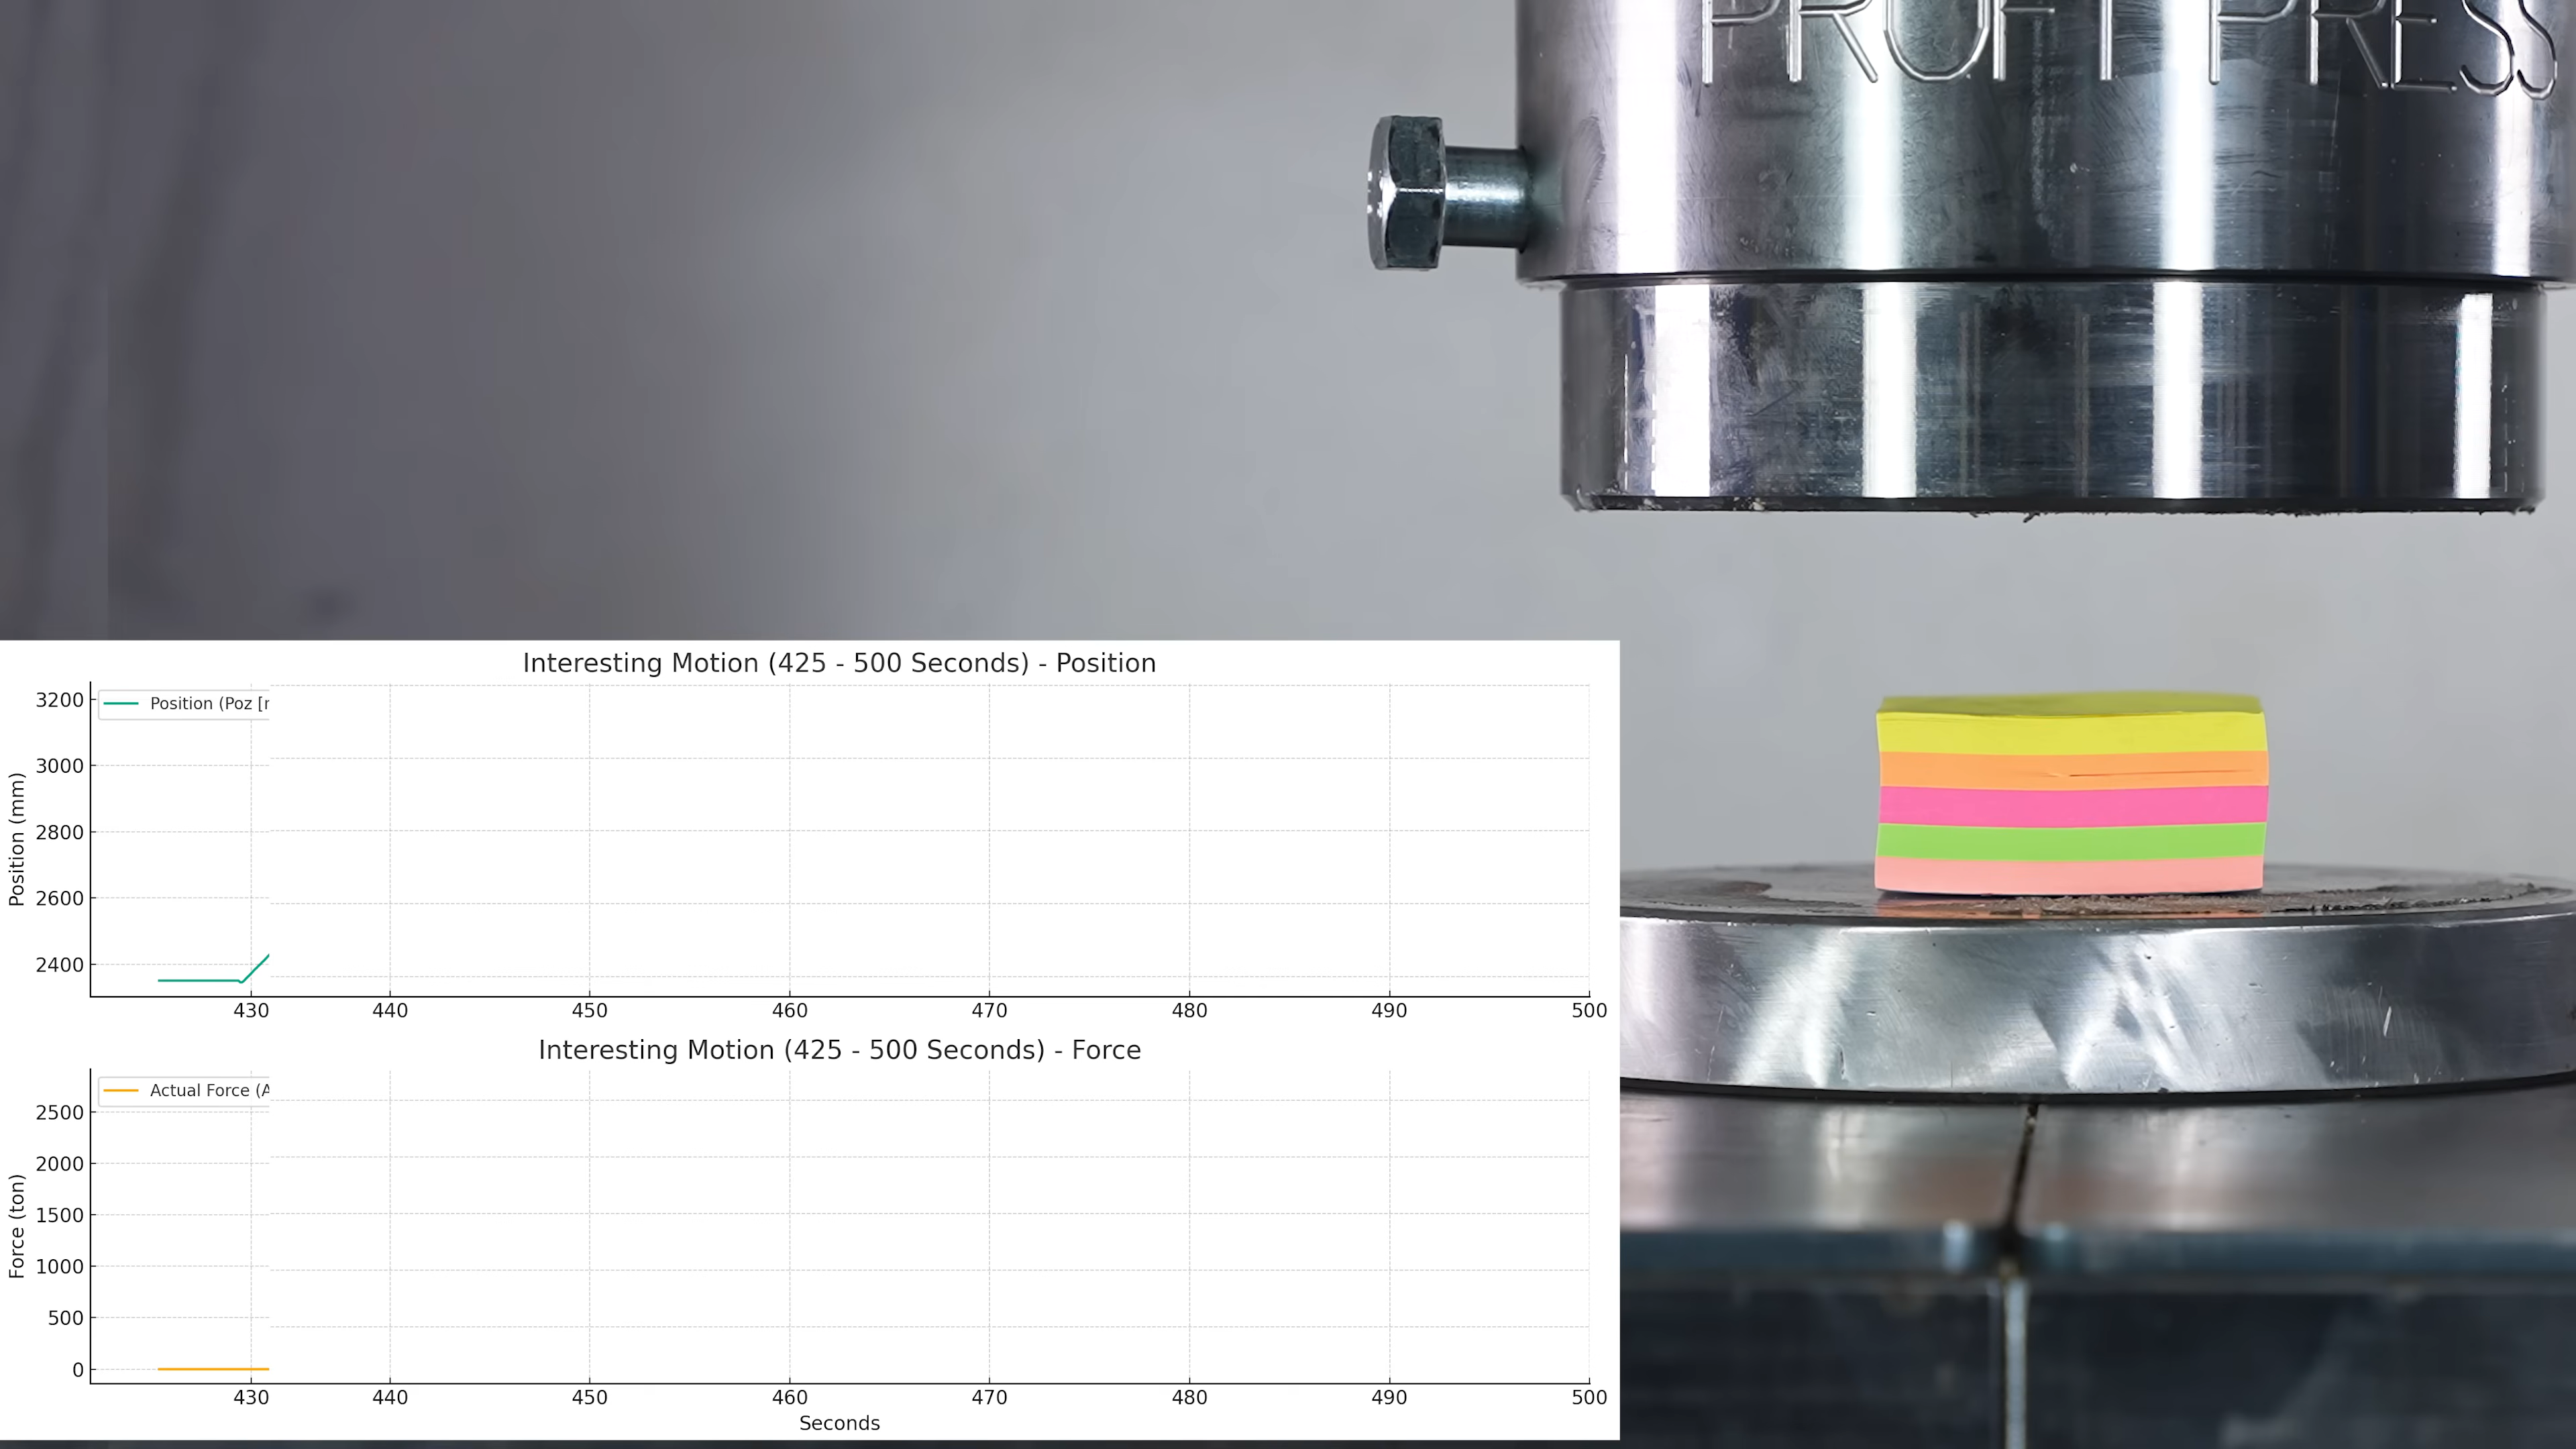 PROFI PRESS
Interesting Motion (425 - 500 Seconds) - Position
Position (Poz [
Position (mm)
3200
3000
2800
2600
2400
430 440 450 460 470 480 490 500
Interesting Motion (425 - 500 Seconds) - Force
Actual Force (A
Force (ton)
2500
2000
1500
1000
500
0
430 440 450 460 470 480 490 500
Seconds